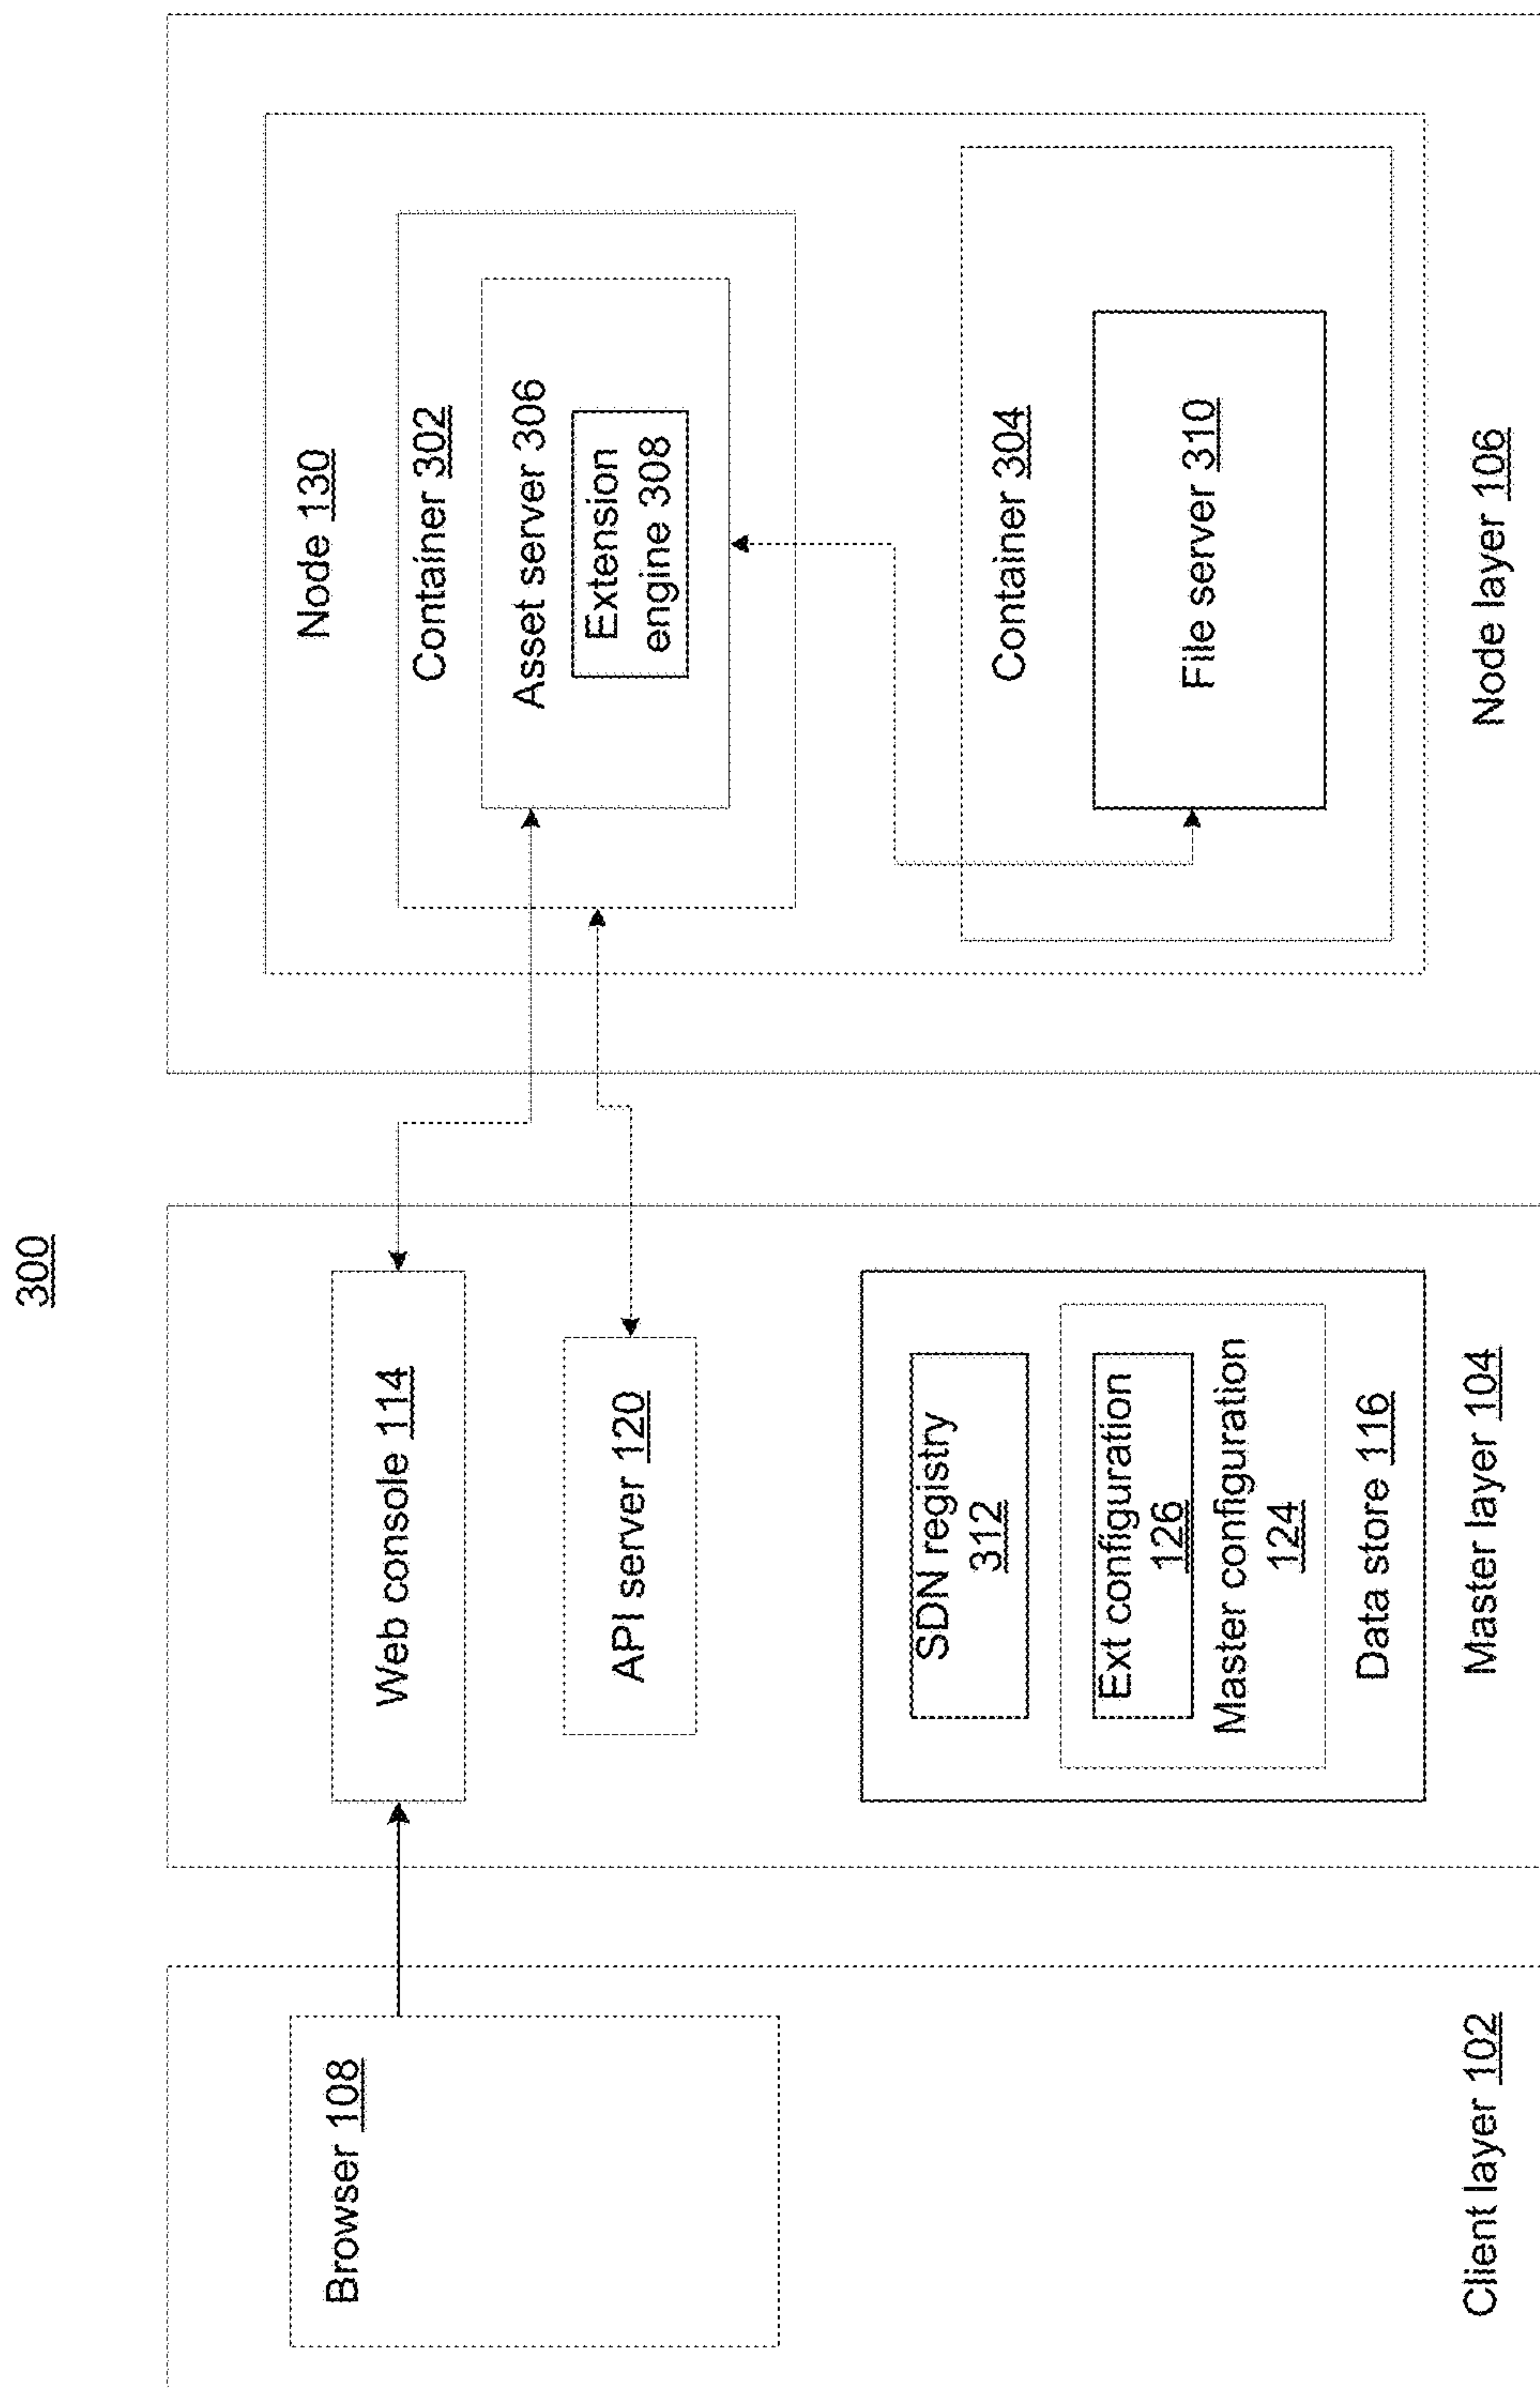 300
Browser 108
Client layer 102
Web console 114
API server 120
SDN registry
312
Ext configuration
126
Master configuration
124
Data store 116
Master layer 104
Node 130
Container 302
Asset server 306
Extension
engine 308
Container 304
File server 310
Node layer 106